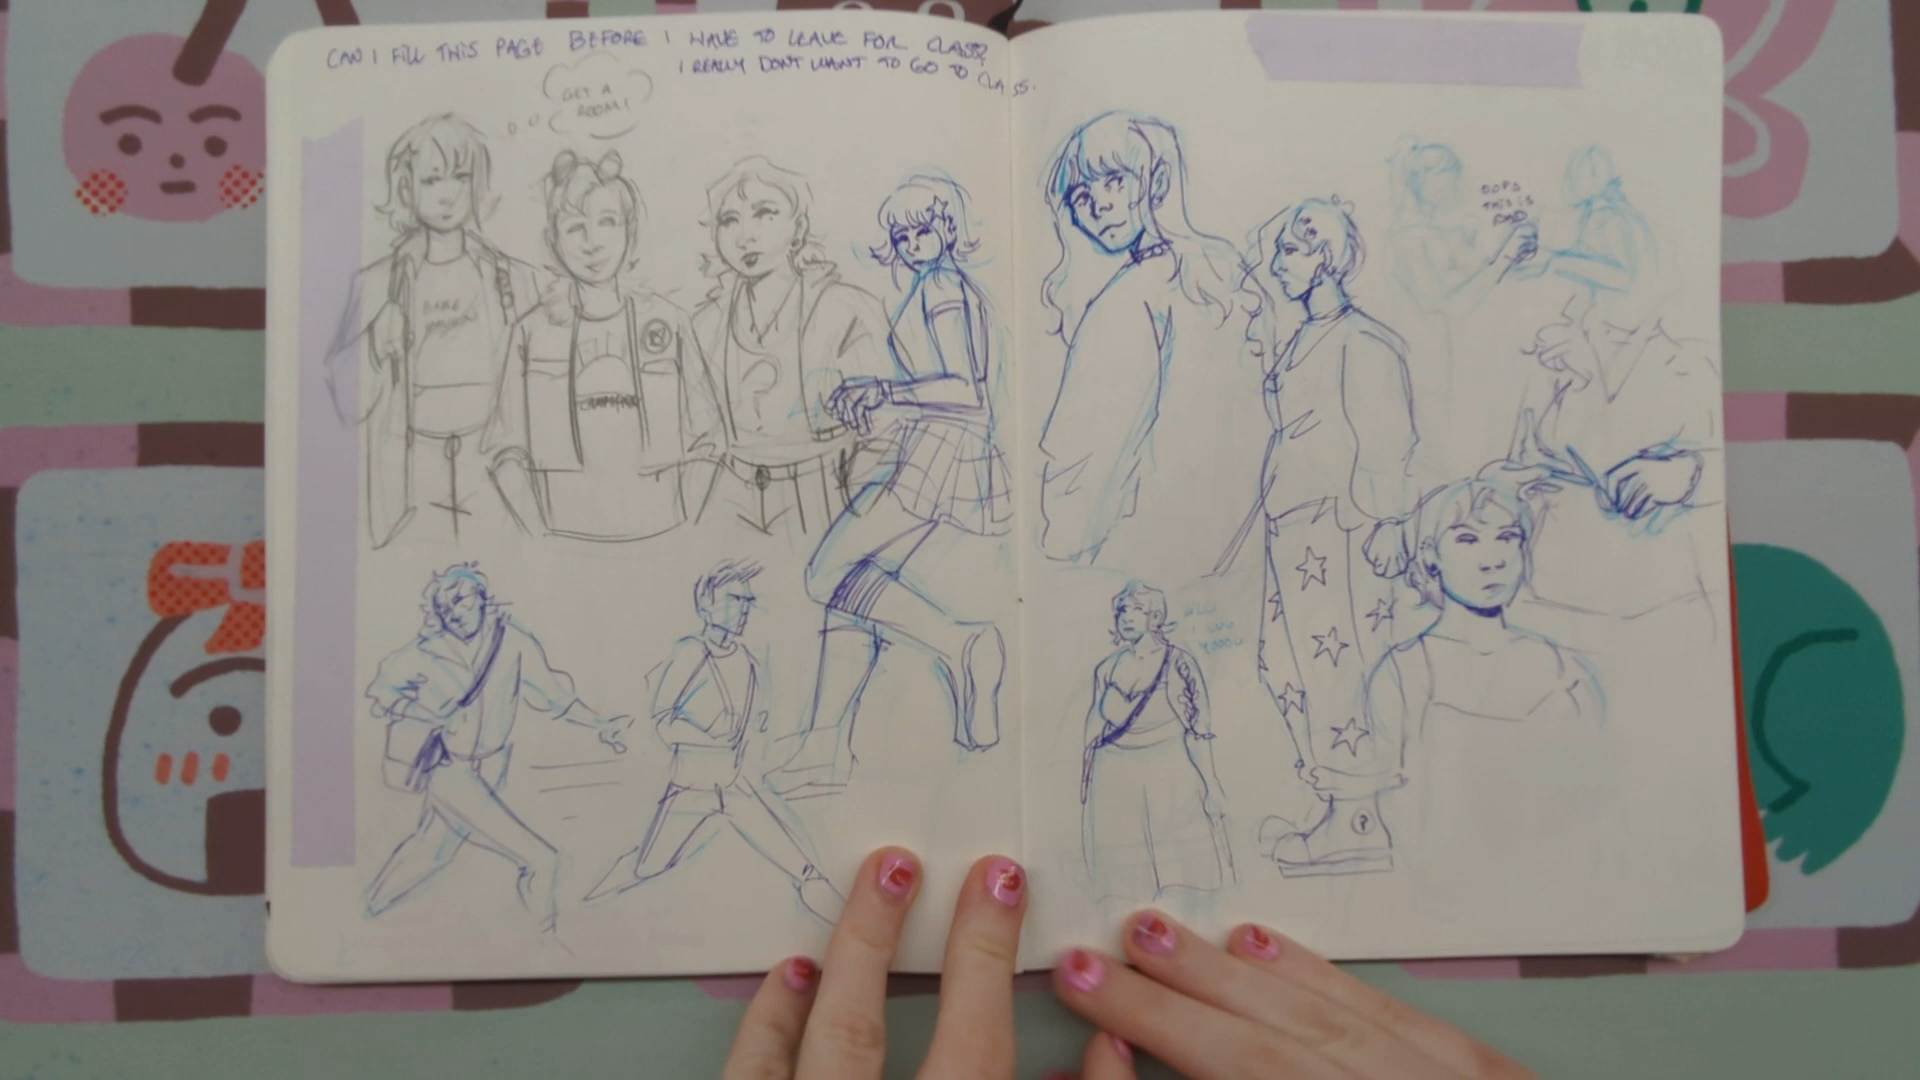 CAN I FILL THIS PAGE BEFORE I HAVE TO LEAVE FOR CLASS?
I REALLY DONT WANT TO GO TO CLASS.
GET A
ROOM!
BABE
?
OOPS
THIS IS
BAD
?